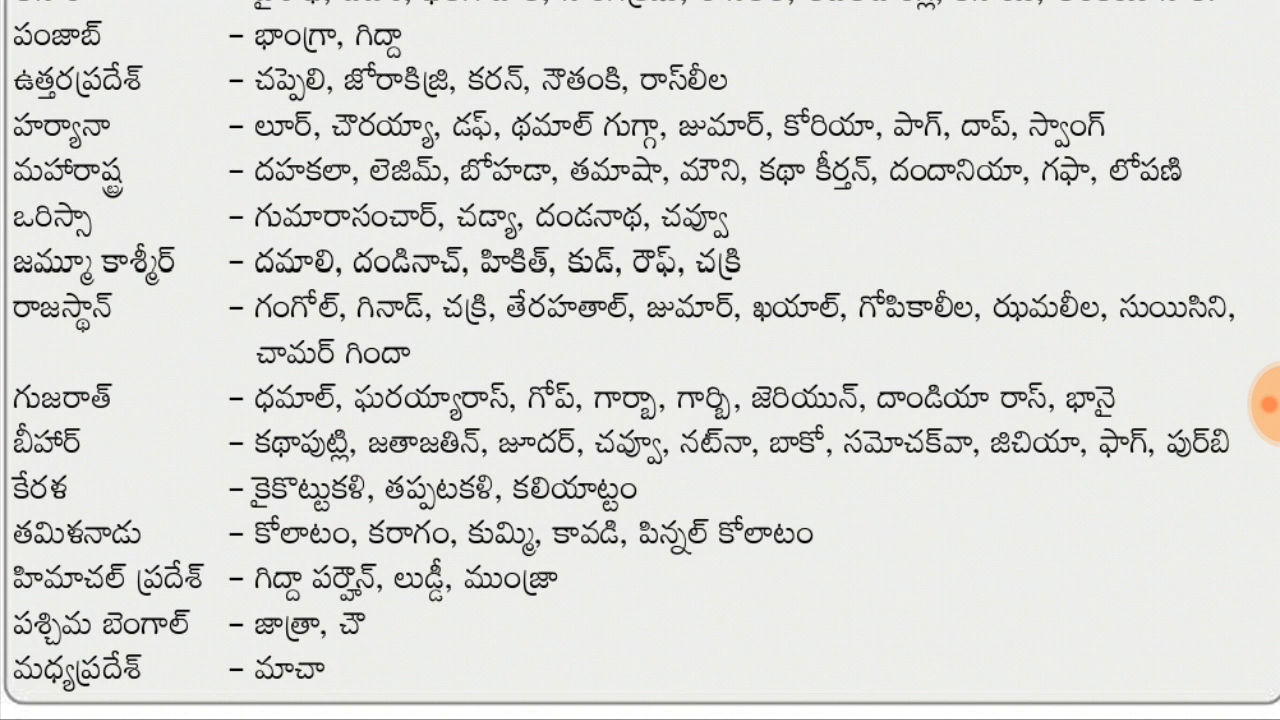 పంజాబ్ – భాంగ్రా, గిద్దా
ఉత్తరప్రదేశ్ – చప్పెలి, జోరాకిజ్రి, కరన్, నౌతంకి, రాస్‌లీల
హర్యానా – లూర్, చౌరయ్యా, డఫ్, థమాల్ గుగ్గా, జుమార్, కోరియా, పాగ్, దాప్, స్వాంగ్
మహారాష్ట్ర – దహకలా, లెజిమ్, బోహడా, తమాషా, మౌని, కథా కీర్తన్, దందానియా, గఫా, లోపణి
ఒరిస్సా – గుమారాసంచార్, చడ్యా, దండనాథ, చవ్వూ
జమ్మూ కాశ్మీర్ – దమాలి, దండినాచ్, హికిత్, కుడ్, రౌఫ్, చక్రి
రాజస్థాన్ – గంగోల్, గినాడ్, చక్రి, తేరహతాల్, జుమార్, ఖయాల్, గోపికాలీల, ఝమలీల, సుయిసిని,
చామర్ గిందా
గుజరాత్ – ధమాల్, ఘరయ్యారాస్, గోప్, గార్బా, గార్బి, జెరియున్, దాండియా రాస్, భానై
బీహార్ – కథాపుట్లి, జతాజతిన్, జూదర్, చవ్వూ, నట్‌నా, బాకో, సమోచక్‌వా, జిచియా, ఫాగ్, పుర్‌బి
కేరళ – కైకొట్టుకళి, తప్పటకళి, కలియాట్టం
తమిళనాడు – కోలాటం, కరాగం, కుమ్మి, కావడి, పిన్నల్ కోలాటం
హిమాచల్ ప్రదేశ్ – గిద్దా పర్హౌన్, లుడ్డీ, ముంజ్రా
పశ్చిమ బెంగాల్ – జాత్రా, చౌ
మధ్యప్రదేశ్ – మాచా